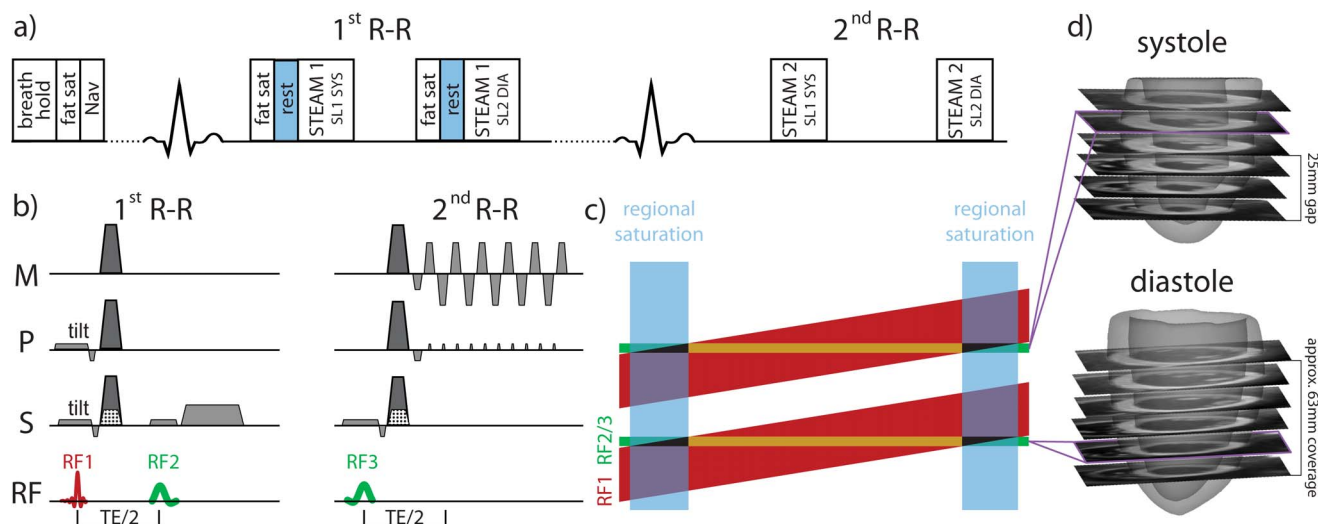 a)
1st R-R
2nd R-R
breath
hold
fat sat
Nav
fat sat
rest
STEAM 1
SL1 SYS
fat sat
rest
STEAM 1
SL2 DIA
STEAM 2
SL1 SYS
STEAM 2
SL2 DIA
b)
1st R-R
2nd R-R
M
P
tilt
S
tilt
RF
RF1
RF2
RF3
TE/2
TE/2
c)
regional
saturation
regional
saturation
RF1
RF2/3
d)
systole
25mm gap
diastole
approx. 63mm coverage